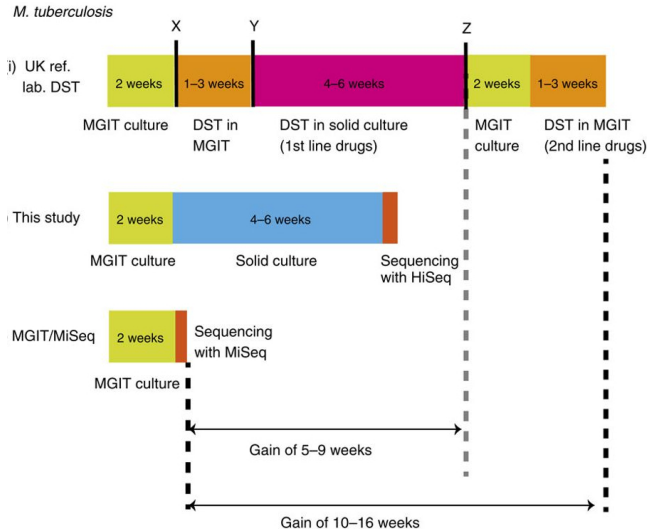 M. tuberculosis
X Y Z
i) UK ref.
lab. DST
2 weeks 1–3 weeks 4–6 weeks 2 weeks 1–3 weeks
MGIT culture
DST in
MGIT
DST in solid culture
(1st line drugs)
MGIT
culture
DST in MGIT
(2nd line drugs)
) This study
2 weeks 4–6 weeks
MGIT culture
Solid culture
Sequencing
with HiSeq
MGIT/MiSeq
2 weeks
Sequencing
with MiSeq
MGIT culture
Gain of 5–9 weeks
Gain of 10–16 weeks